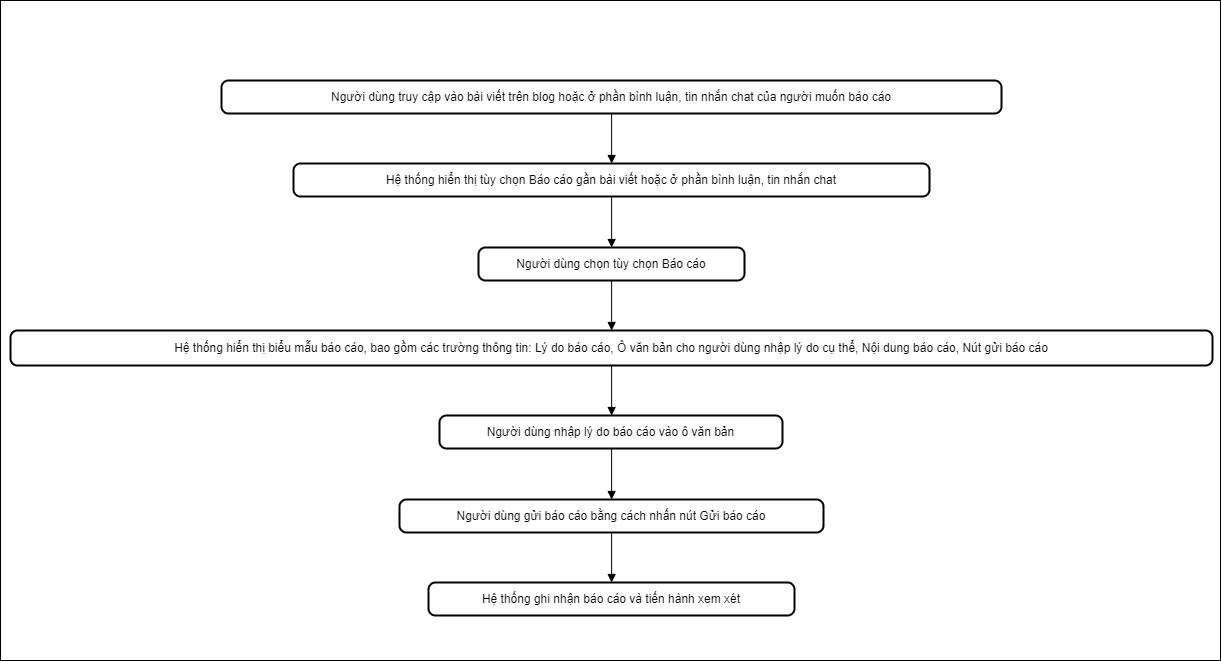 Người dùng truy cập vào bài viết trên blog hoặc ở phần bình luận, tin nhắn chat của người muốn báo cáo
Hệ thống hiển thị tùy chọn Báo cáo gần bài viết hoặc ở phần bình luận, tin nhắn chat
Người dùng chọn tùy chọn Báo cáo
Hệ thống hiển thị biểu mẫu báo cáo, bao gồm các trường thông tin: Lý do báo cáo, Ô văn bản cho người dùng nhập lý do cụ thể, Nội dung báo cáo, Nút gửi báo cáo
Người dùng nhập lý do báo cáo vào ô văn bản
Người dùng gửi báo cáo bằng cách nhấn nút Gửi báo cáo
Hệ thống ghi nhận báo cáo và tiến hành xem xét